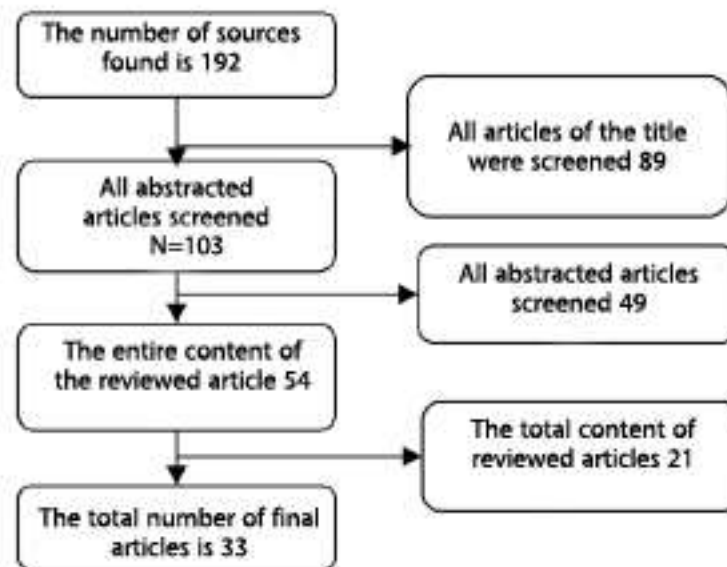 The number of sources
found is 192
All articles of the title
were screened 89
All abstracted
articles screened
N=103
All abstracted articles
screened 49
The entire content of
the reviewed article 54
The total content of
reviewed articles 21
The total number of final
articles is 33